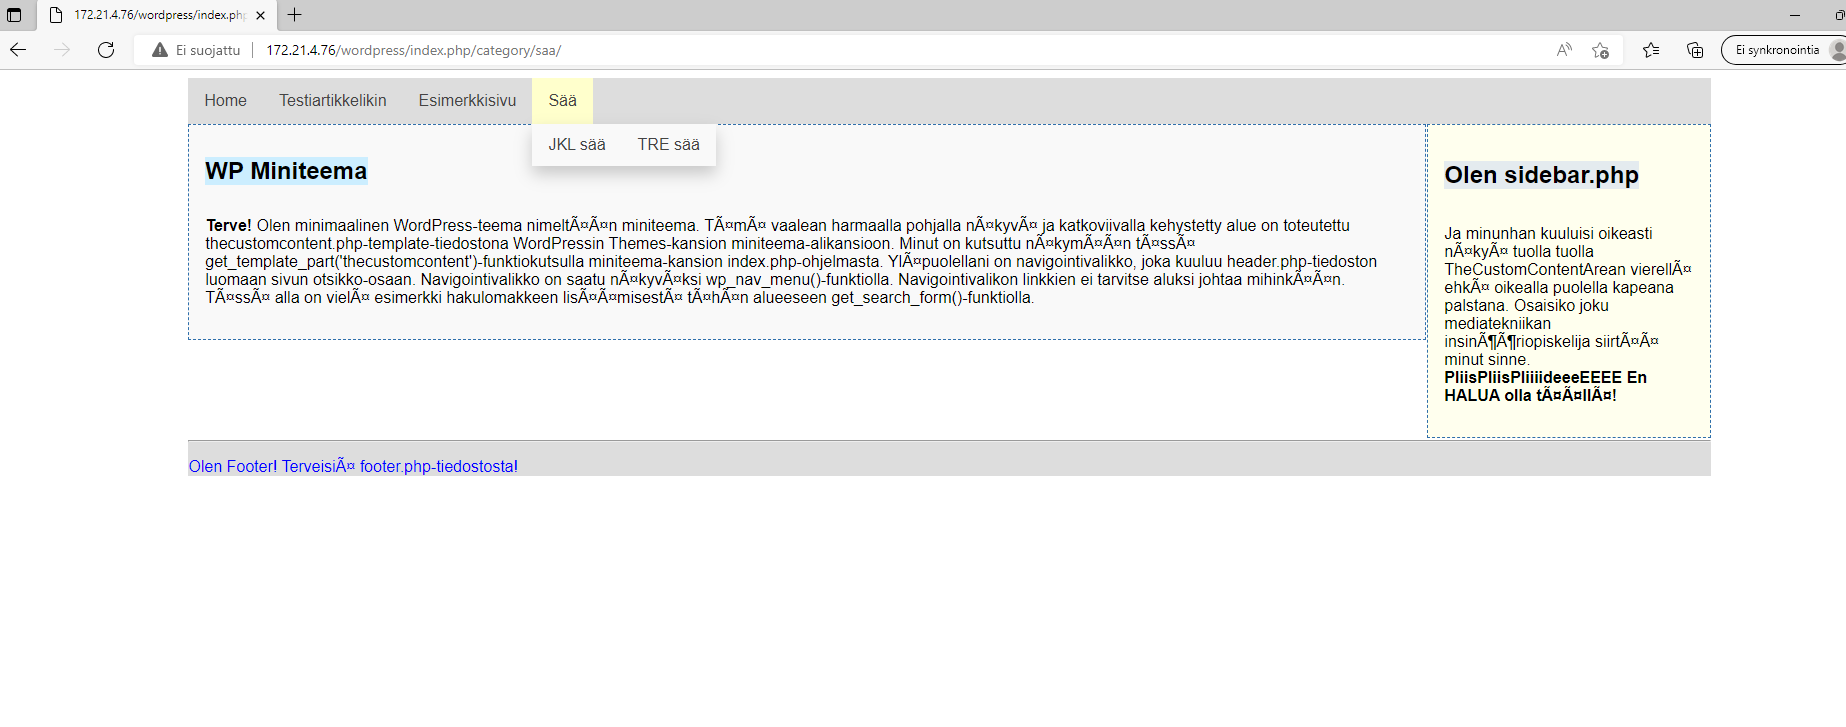 172.21.4.76/wordpress/index.php
Ei suojattu
172.21.4.76/wordpress/index.php/category/saa/
Ei synkronointia
Home Testiartikkelikin Esimerkkisivu Sää
JKL sää TRE sää
WP Miniteema
Terve! Olen minimaalinen WordPress-teema nimeltÃ¤Ã¤n miniteema. TÃ¤mÃ¤ vaalean harmaalla pohjalla nÃ¤kyvÃ¤ ja katkoviivalla kehystetty alue on toteutettu
thecustomcontent.php-template-tiedostona WordPressin Themes-kansion miniteema-alikansioon. Minut on kutsuttu nÃ¤kymÃ¤Ã¤n tÃ¤ssÃ¤
get_template_part('thecustomcontent')-funktiokutsulla miniteema-kansion index.php-ohjelmasta. YlÃ¤puolellani on navigointivalikko, joka kuuluu header.php-tiedoston
luomaan sivun otsikko-osaan. Navigointivalikko on saatu nÃ¤kyvÃ¤ksi wp_nav_menu()-funktiolla. Navigointivalikon linkkien ei tarvitse aluksi johtaa mihinkÃ¤Ã¤n.
TÃ¤ssÃ¤ alla on vielÃ¤ esimerkki hakulomakkeen lisÃ¤Ã¤misestÃ¤ tÃ¤hÃ¤n alueeseen get_search_form()-funktiolla.
Olen sidebar.php
Ja minunhan kuuluisi oikeasti
nÃ¤kyÃ¤ tuolla tuolla
TheCustomContentArean vierellÃ¤
ehkÃ¤ oikealla puolella kapeana
palstana. Osaisiko joku
mediatekniikan
insinÃ¶Ã¶riopiskelija siirtÃ¤Ã¤
minut sinne.
PliisPliisPliiiideeeEEEE En
HALUA olla tÃ¤Ã¤llÃ¤!
Olen Footer! TerveisiÃ¤ footer.php-tiedostosta!